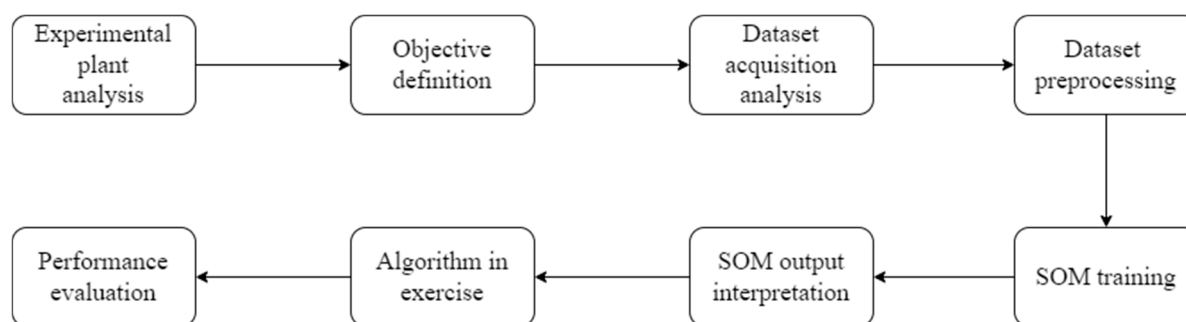 Experimental
plant
analysis
Objective
definition
Dataset
acquisition
analysis
Dataset
preprocessing
SOM training
SOM output
interpretation
Algorithm in
exercise
Performance
evaluation